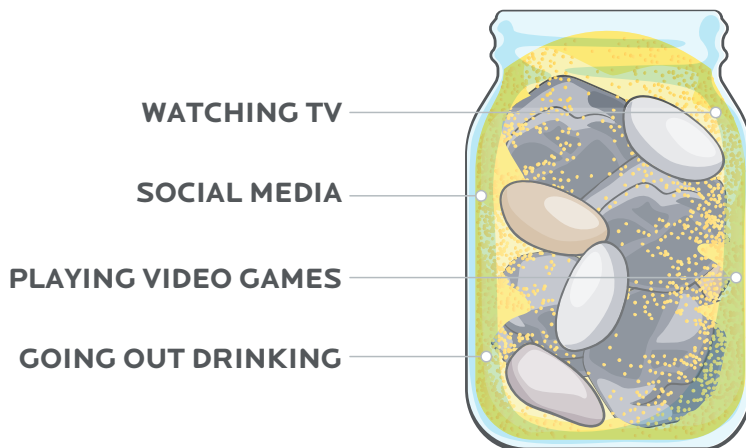 WATCHING TV
SOCIAL MEDIA
PLAYING VIDEO GAMES
GOING OUT DRINKING